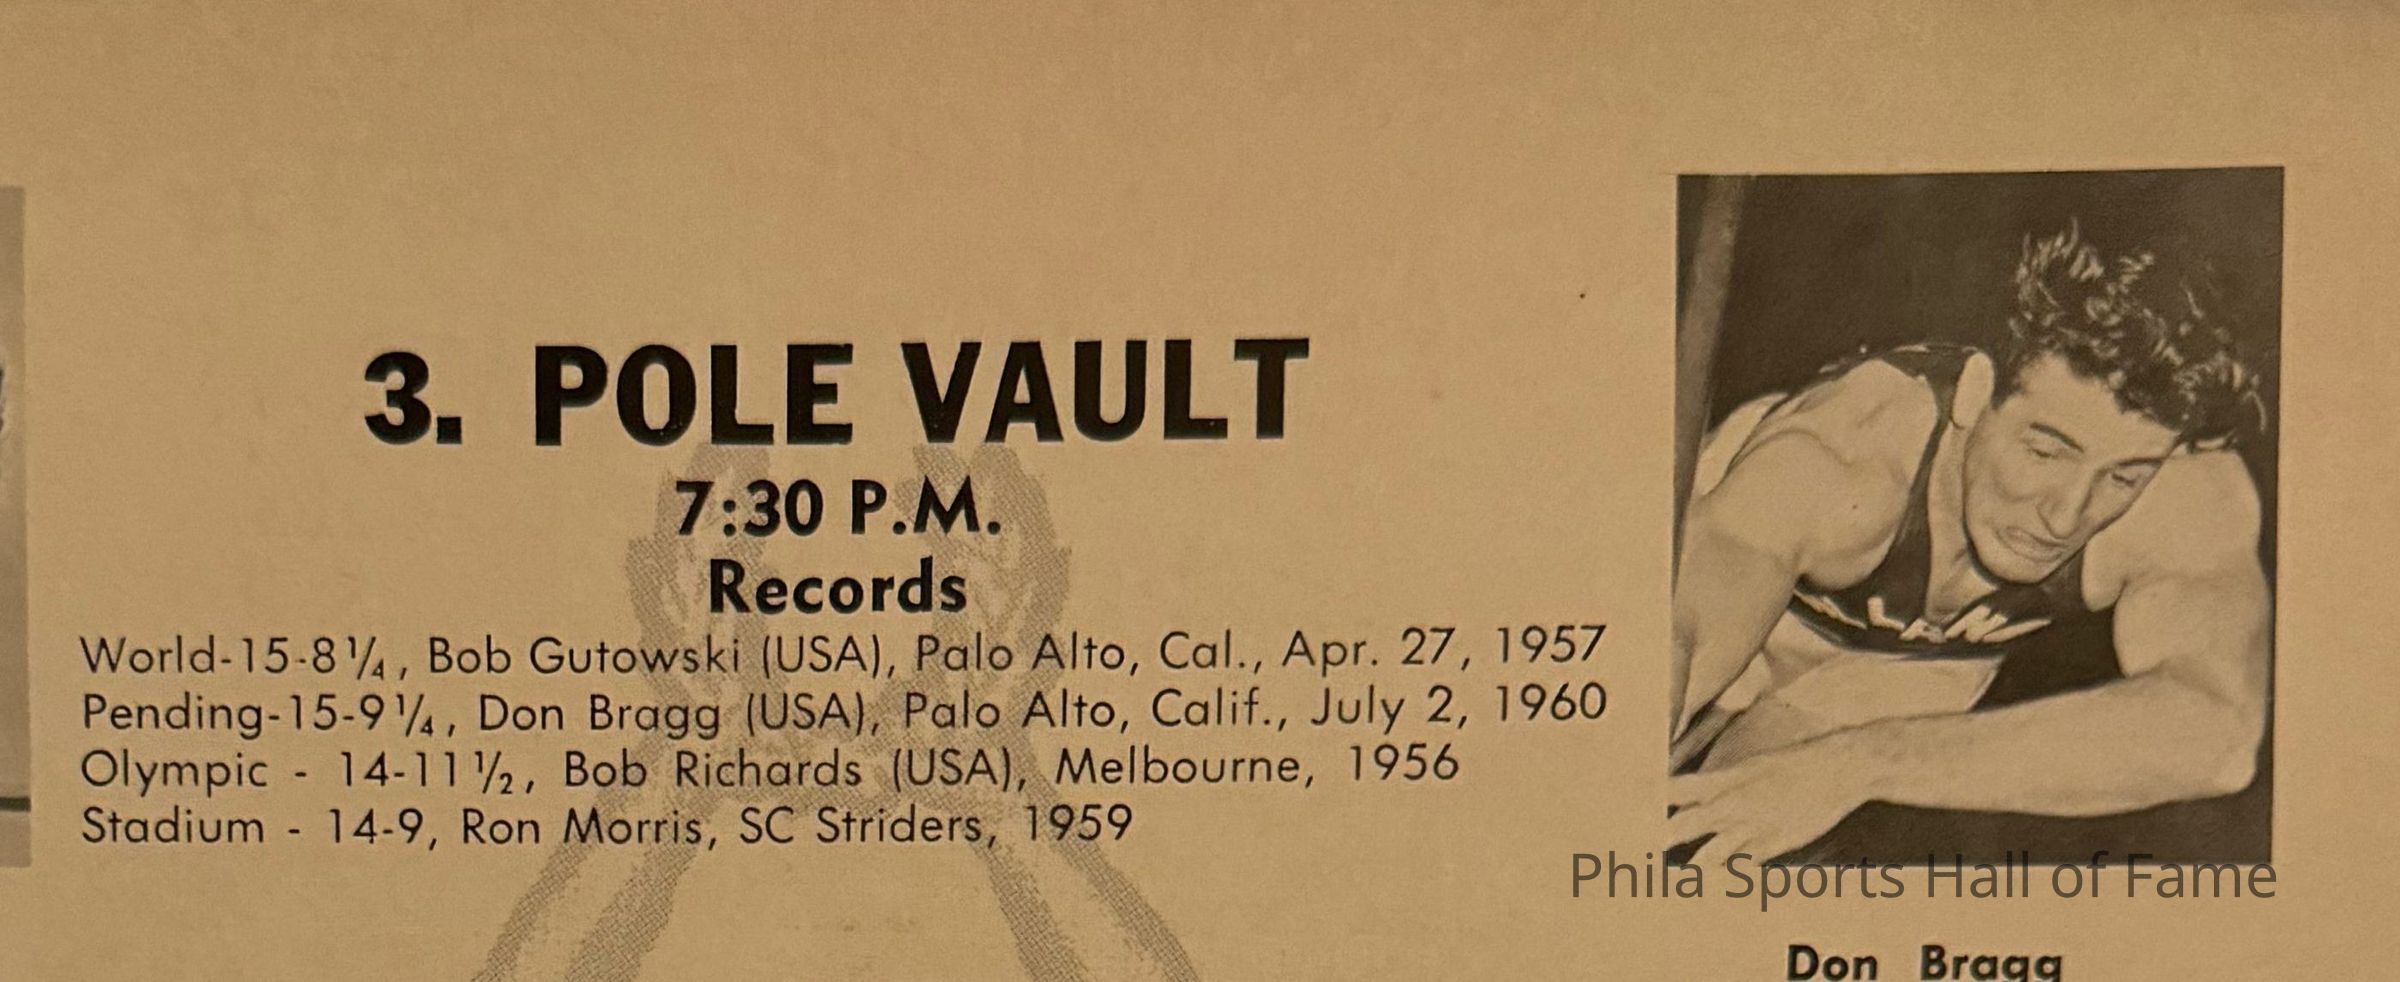 3. POLE VAULT
7:30 P.M.
Records
World-15-8¼, Bob Gutowski (USA), Palo Alto, Cal., Apr. 27, 1957
Pending-15-9¼, Don Bragg (USA), Palo Alto, Calif., July 2, 1960
Olympic - 14-11½, Bob Richards (USA), Melbourne, 1956
Stadium - 14-9, Ron Morris, SC Striders, 1959
Phila Sports Hall of Fame
Don Bragg